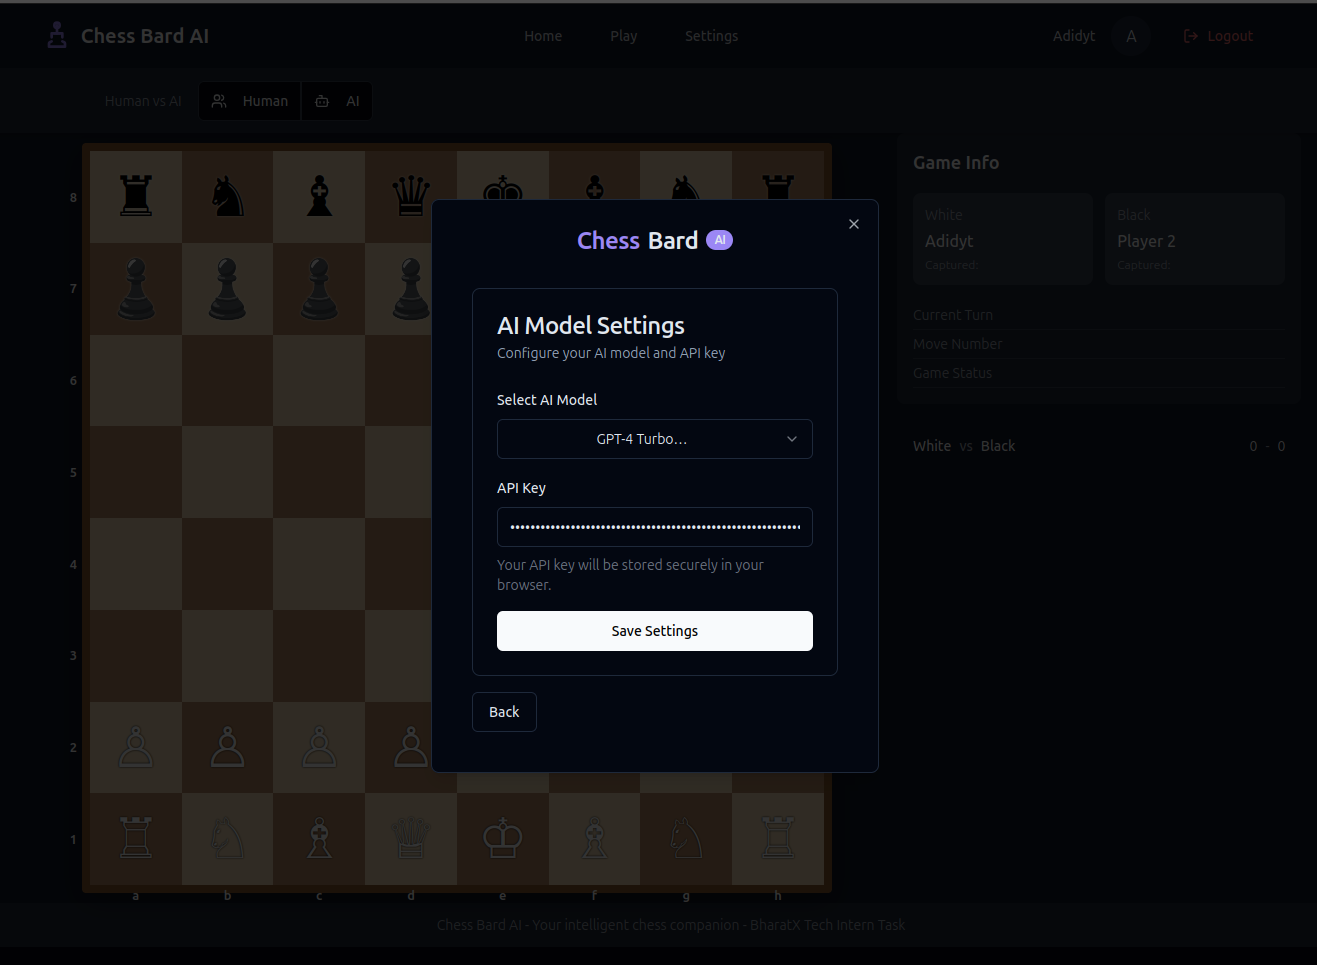 Chess Bard AI
Home
Play
Settings
Adidyt
A
Logout
Human vs AI
Human
AI
8
7
6
5
4
3
2
1
a
b
c
d
e
f
g
h
Chess Bard AI
AI Model Settings
Configure your AI model and API key
Select AI Model
GPT-4 Turbo...
API Key
Your API key will be stored securely in your
browser.
Save Settings
Back
Game Info
White
Adidyt
Captured:
Black
Player 2
Captured:
Current Turn
Move Number
Game Status
White vs Black
0 - 0
Chess Bard AI - Your intelligent chess companion - BharatX Tech Intern Task